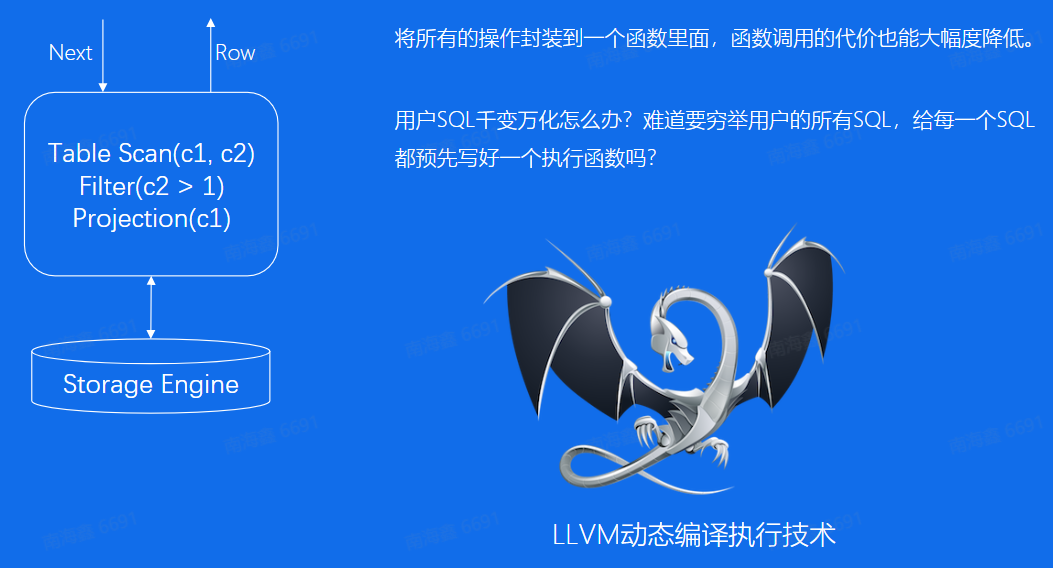 Next
Row
Table Scan(c1, c2)
Filter(c2 > 1)
Projection(c1)
Storage Engine
将所有的操作封装到一个函数里面，函数调用的代价也能大幅度降低。
用户SQL千变万化怎么办？难道要穷举用户的所有SQL，给每一个SQL
都预先写好一个执行函数吗？
LLVM动态编译执行技术
南海鑫 6691